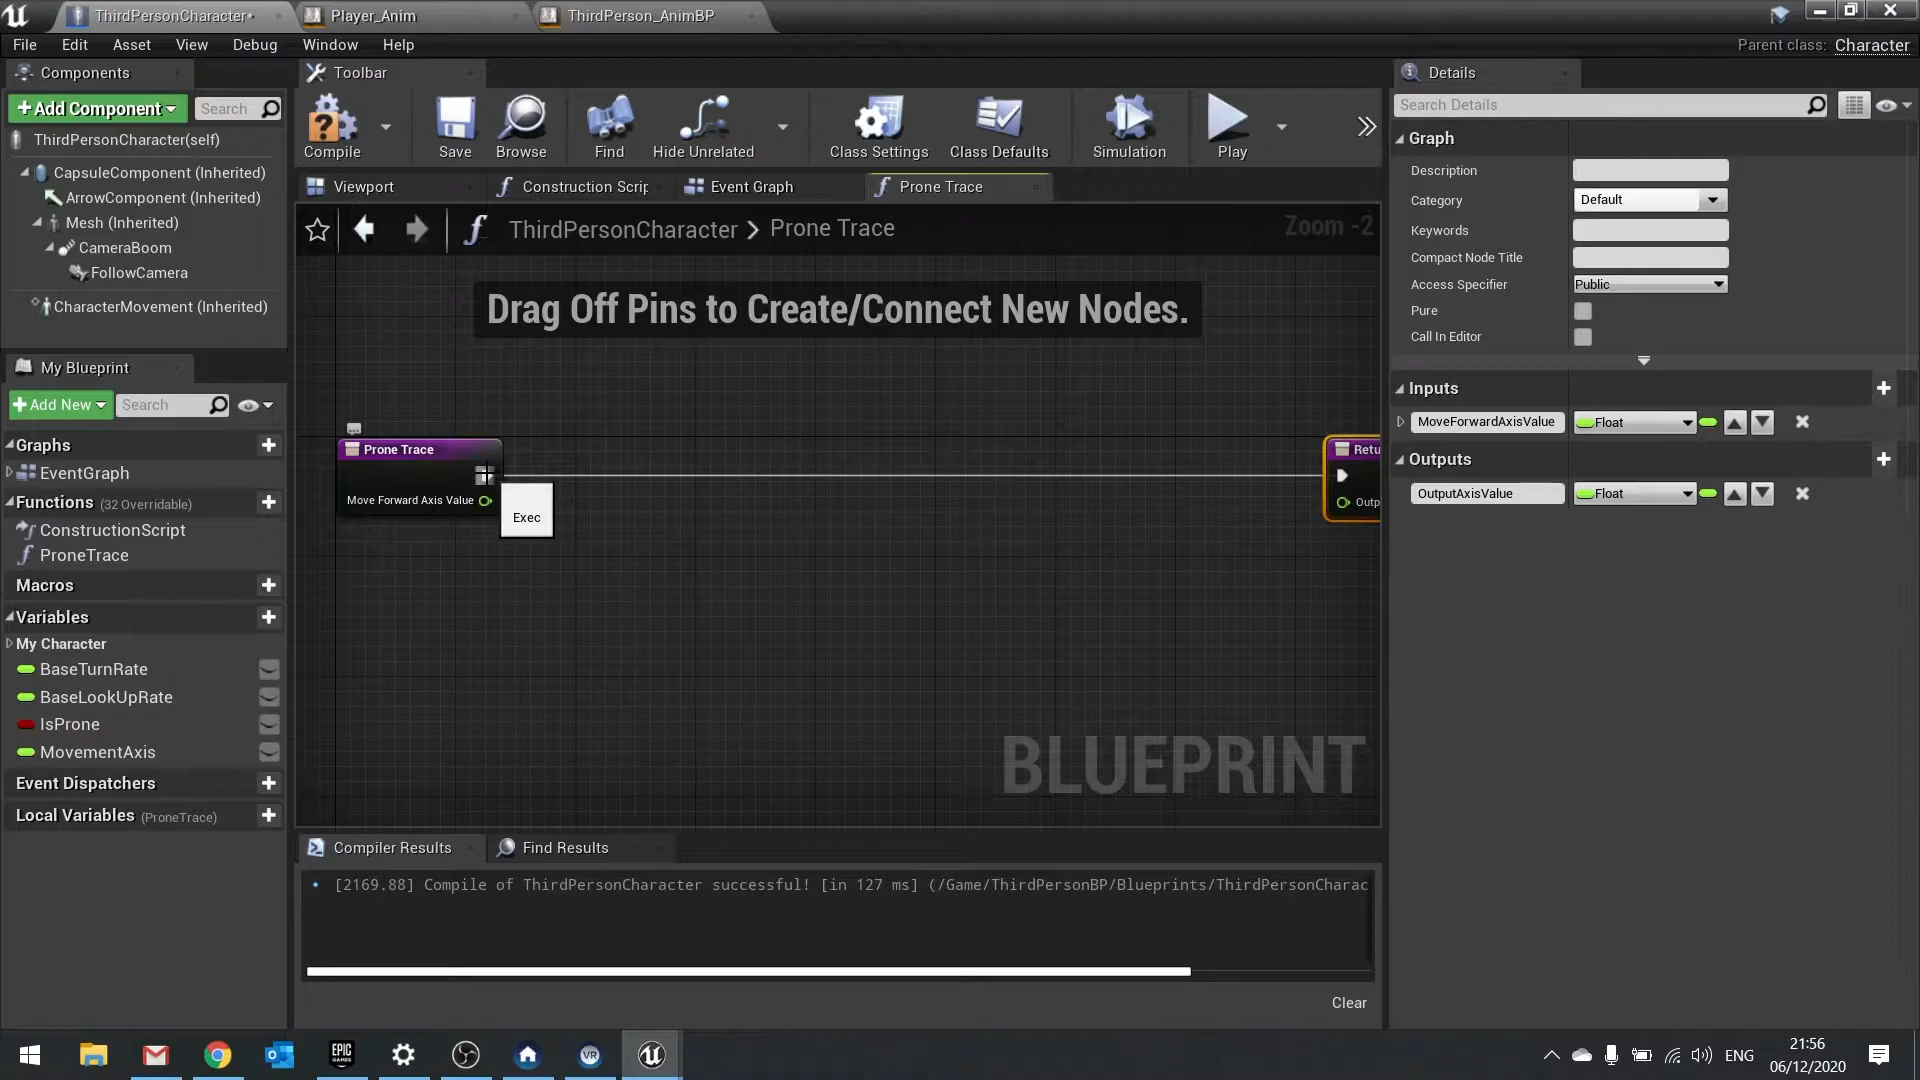 ThirdPersonCharacter*
Player_Anim
ThirdPerson_AnimBP
File
Edit
Asset
View
Debug
Window
Help
Parent class: Character
Components
Add Component
Search
ThirdPersonCharacter(self)
CapsuleComponent (Inherited)
ArrowComponent (Inherited)
Mesh (Inherited)
CameraBoom
FollowCamera
CharacterMovement (Inherited)
My Blueprint
Add New
Search
Graphs
EventGraph
Functions (32 Overridable)
ConstructionScript
ProneTrace
Macros
Variables
My Character
BaseTurnRate
BaseLookUpRate
IsProne
MovementAxis
Event Dispatchers
Local Variables (ProneTrace)
Toolbar
Compile
Save
Browse
Find
Hide Unrelated
Class Settings
Class Defaults
Simulation
Play
Viewport
Construction Scrip
Event Graph
Prone Trace
ThirdPersonCharacter > Prone Trace
Zoom -2
Drag Off Pins to Create/Connect New Nodes.
Prone Trace
Move Forward Axis Value
Exec
Retu
Outp
BLUEPRINT
Compiler Results
Find Results
[2169.88] Compile of ThirdPersonCharacter successful! [in 127 ms] (/Game/ThirdPersonBP/Blueprints/ThirdPersonCharac
Clear
Details
Search Details
Graph
Description
Category
Default
Keywords
Compact Node Title
Access Specifier
Public
Pure
Call In Editor
Inputs
MoveForwardAxisValue
Float
Outputs
OutputAxisValue
Float
EPIC
GAMES
VR
ENG
21:56
06/12/2020